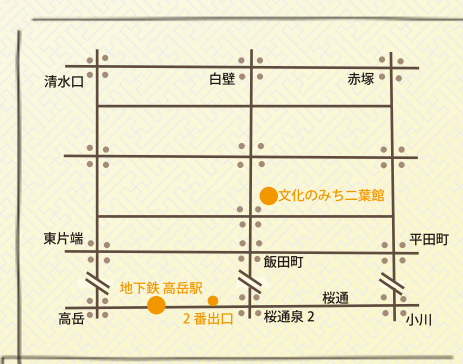 清水口
白壁
赤塚
文化のみち二葉館
東片端
平田町
飯田町
地下鉄 高岳駅
桜通
高岳
2 番出口
桜通泉 2
小川